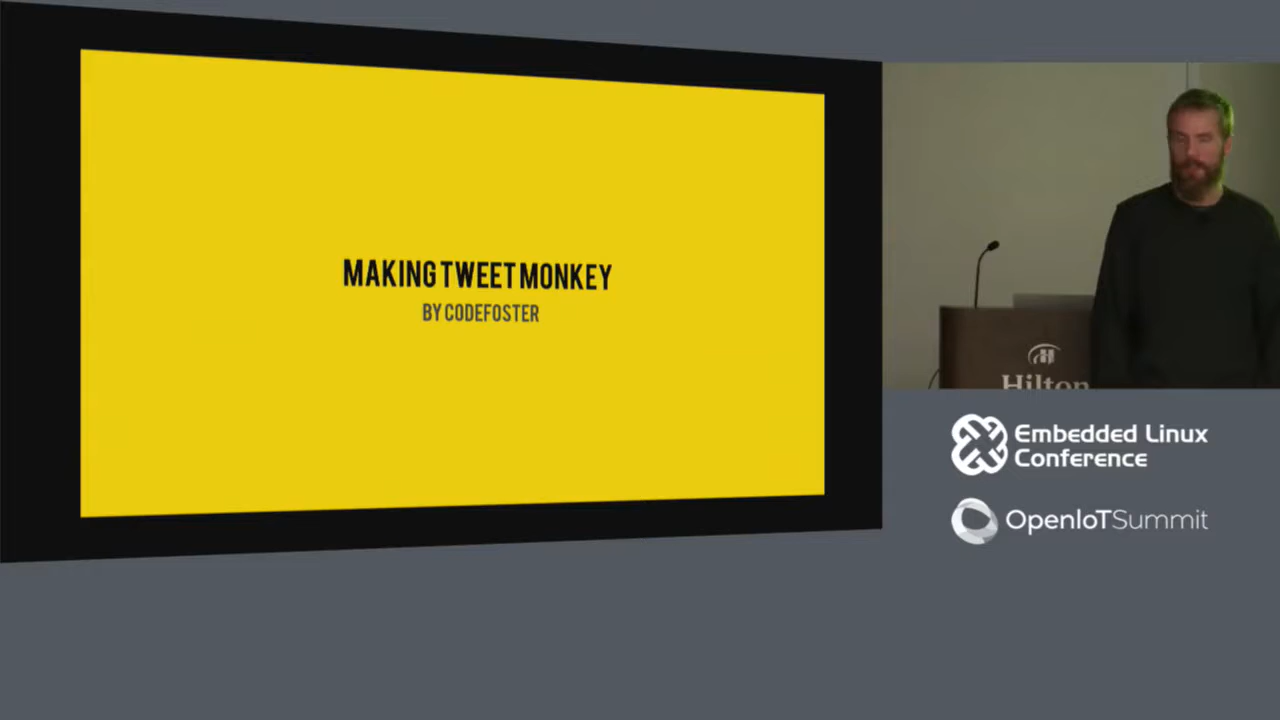 MAKING TWEET MONKEY
BY CODEFOSTER
Hilton
Embedded Linux
Conference
OpenIoTSummit